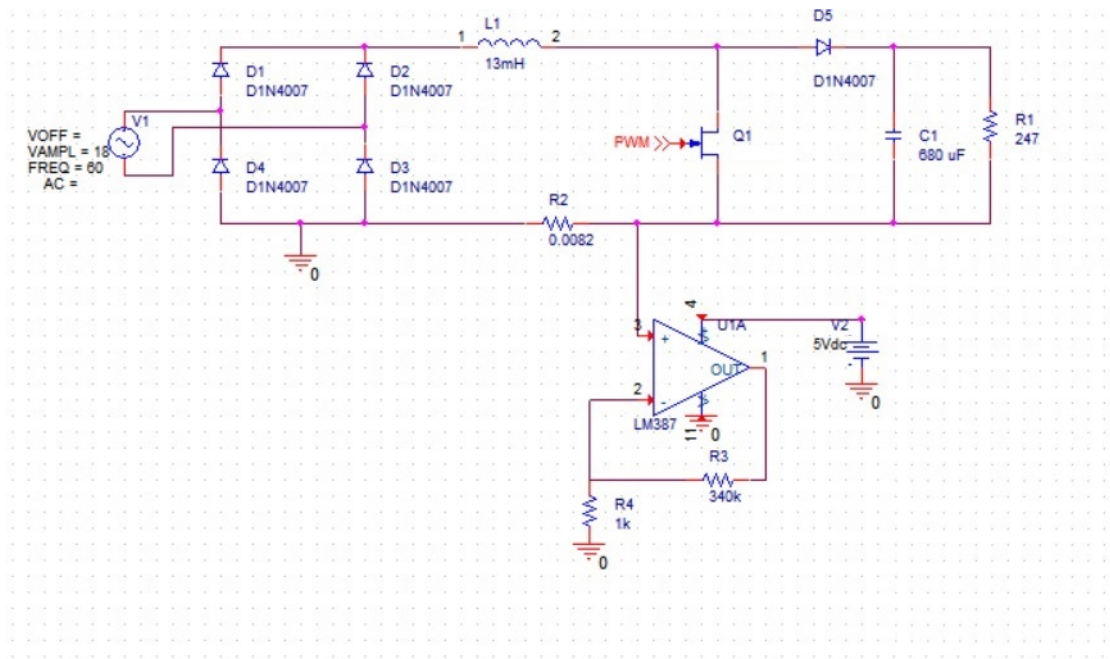 D5
L1
1
2
13mH
D1N4007
D1
D1N4007
D2
D1N4007
V1
VOFF =
VAMPL = 18
FREQ = 60
AC =
PWM
Q1
C1
680 uF
R1
247
D4
D1N4007
D3
D1N4007
R2
0.0082
0
4
3
+
U1A
V2
5Vdc
-
OUT
1
2
-
LM387
11
0
0
R3
340k
R4
1k
0